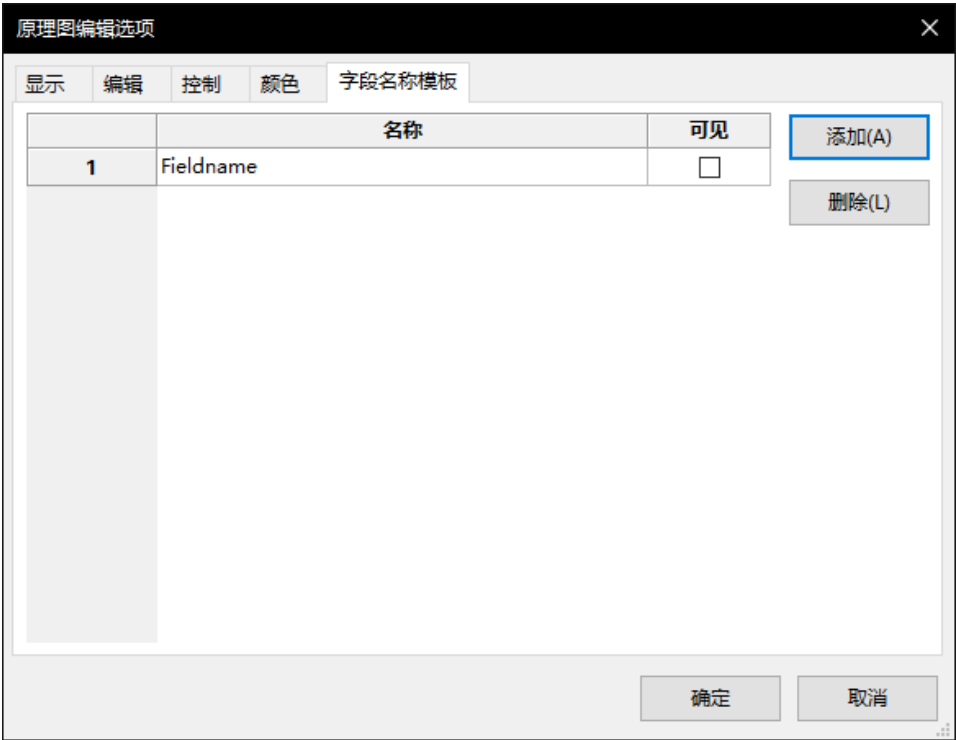 原理图编辑选项
显示 编辑 控制 颜色 字段名称模板
名称 可见 添加(A)
1 Fieldname
删除(L)
确定 取消